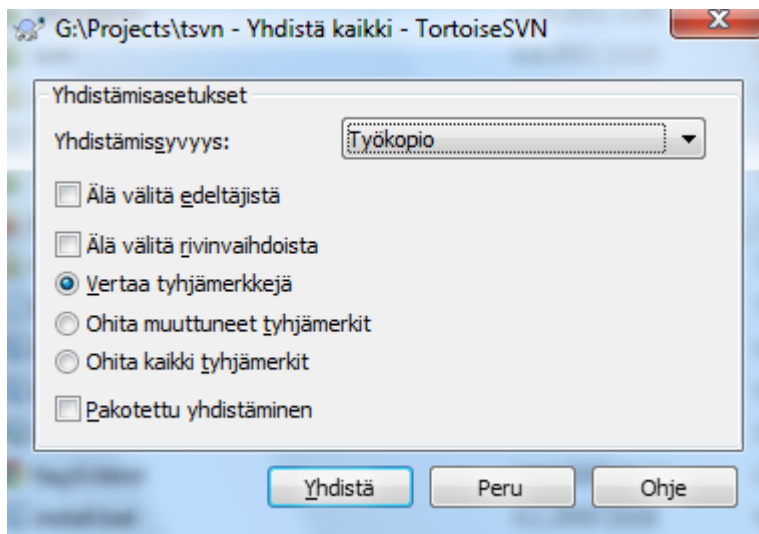 G:\Projects\tsvn - Yhdistä kaikki - TortoiseSVN
Yhdistämisasetukset
Yhdistämissyvyys: Työkopio
Älä välitä edeltäjistä
Älä välitä rivinvaihdoista
Vertaa tyhjämerkkejä
Ohita muuttuneet tyhjämerkit
Ohita kaikki tyhjämerkit
Pakotettu yhdistäminen
Yhdistä Peru Ohje